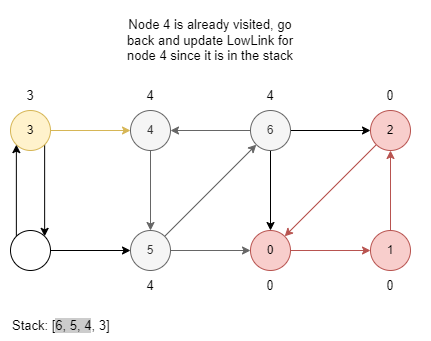 Node 4 is already visited, go
back and update LowLink for
node 4 since it is in the stack
3 4 4 0
3 4 6 2
5 0 1
4 0 0
Stack: [6, 5, 4, 3]